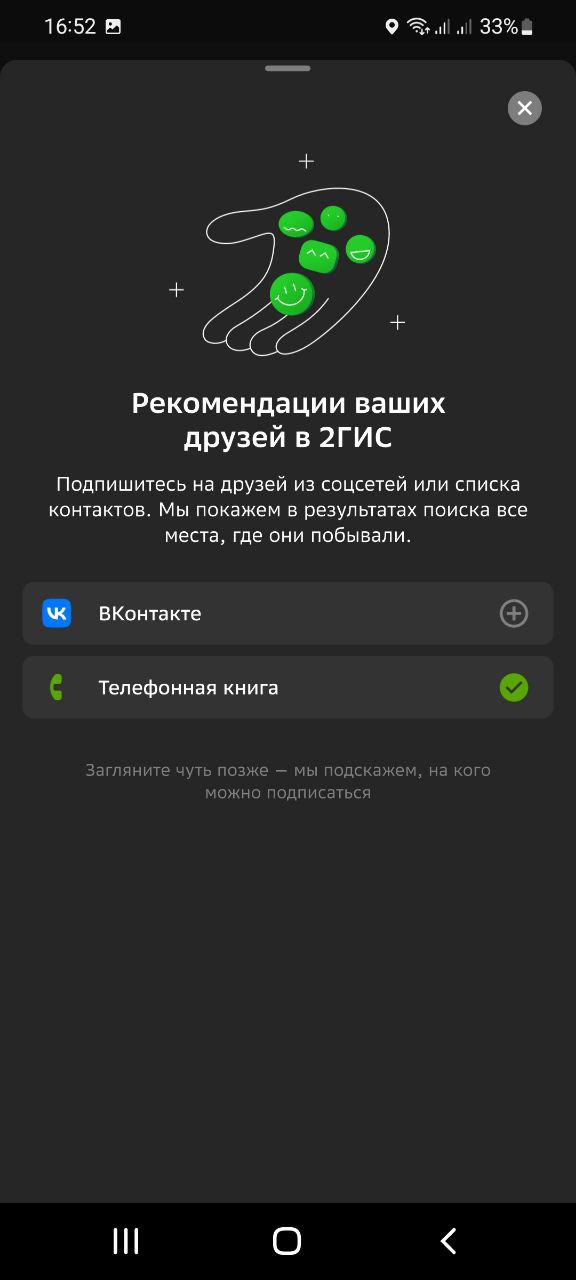 16:52 33%
Рекомендации ваших
друзей в 2ГИС
Подпишитесь на друзей из соцсетей или списка
контактов. Мы покажем в результатах поиска все
места, где они побывали.
ВКонтакте
Телефонная книга
Загляните чуть позже — мы подскажем, на кого
можно подписаться